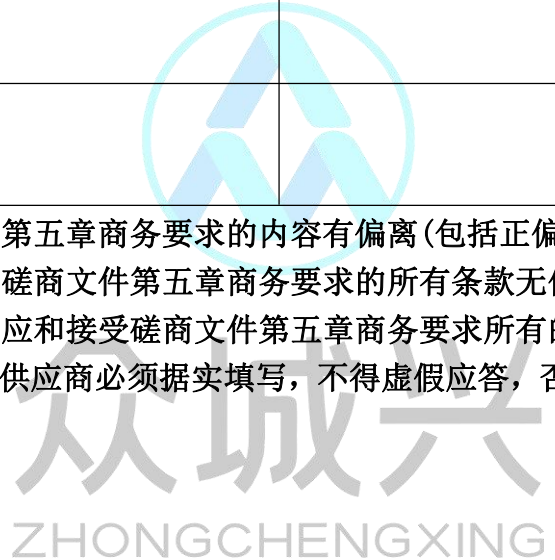 第五章商务要求的内容有偏离(包括正偏
磋商文件第五章商务要求的所有条款无
应和接受磋商文件第五章商务要求所有的
供应商必须据实填写，不得虚假应答，否
众城兴
ZHONGCHENGXING